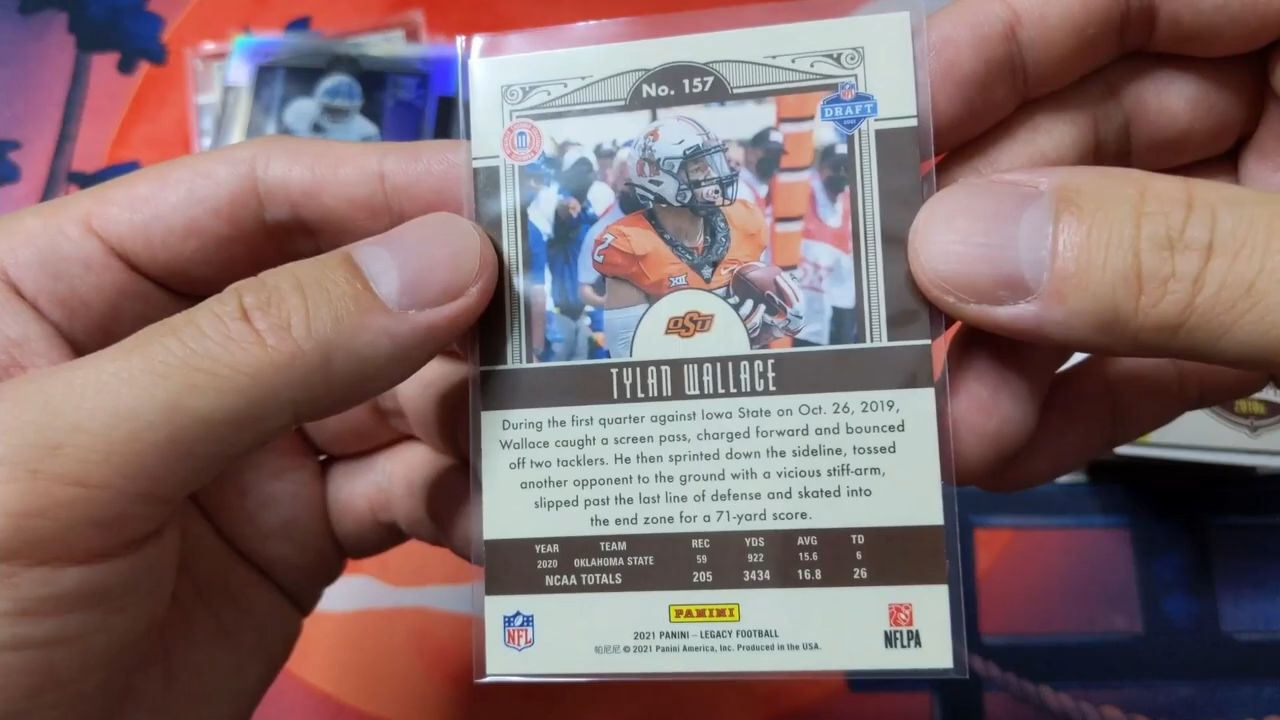 No. 157
NFL
DRAFT
2021
2
XII
OSU
TYLAN WALLACE
During the first quarter against Iowa State on Oct. 26, 2019,
Wallace caught a screen pass, charged forward and bounced
off two tacklers. He then sprinted down the sideline, tossed
another opponent to the ground with a vicious stiff-arm,
slipped past the last line of defense and skated into
the end zone for a 71-yard score.
YEAR TEAM REC YDS AVG TD
2020 OKLAHOMA STATE 59 922 15.6 6
NCAA TOTALS 205 3434 16.8 26
NFL
PANINI
NFLPA
2021 PANINI – LEGACY FOOTBALL
帕尼尼 © 2021 Panini America, Inc. Produced in the USA.